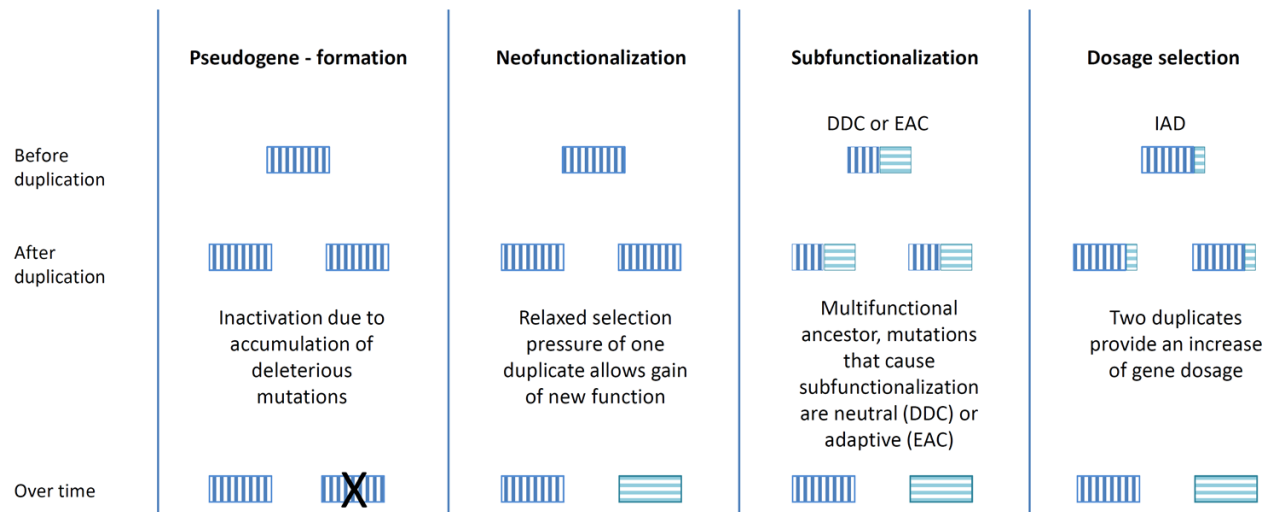 Pseudogene - formation
Neofunctionalization
Subfunctionalization
Dosage selection
DDC or EAC
IAD
Before
duplication
After
duplication
Inactivation due to
accumulation of
deleterious
mutations
Relaxed selection
pressure of one
duplicate allows gain
of new function
Multifunctional
ancestor, mutations
that cause
subfunctionalization
are neutral (DDC) or
adaptive (EAC)
Two duplicates
provide an increase
of gene dosage
Over time
X